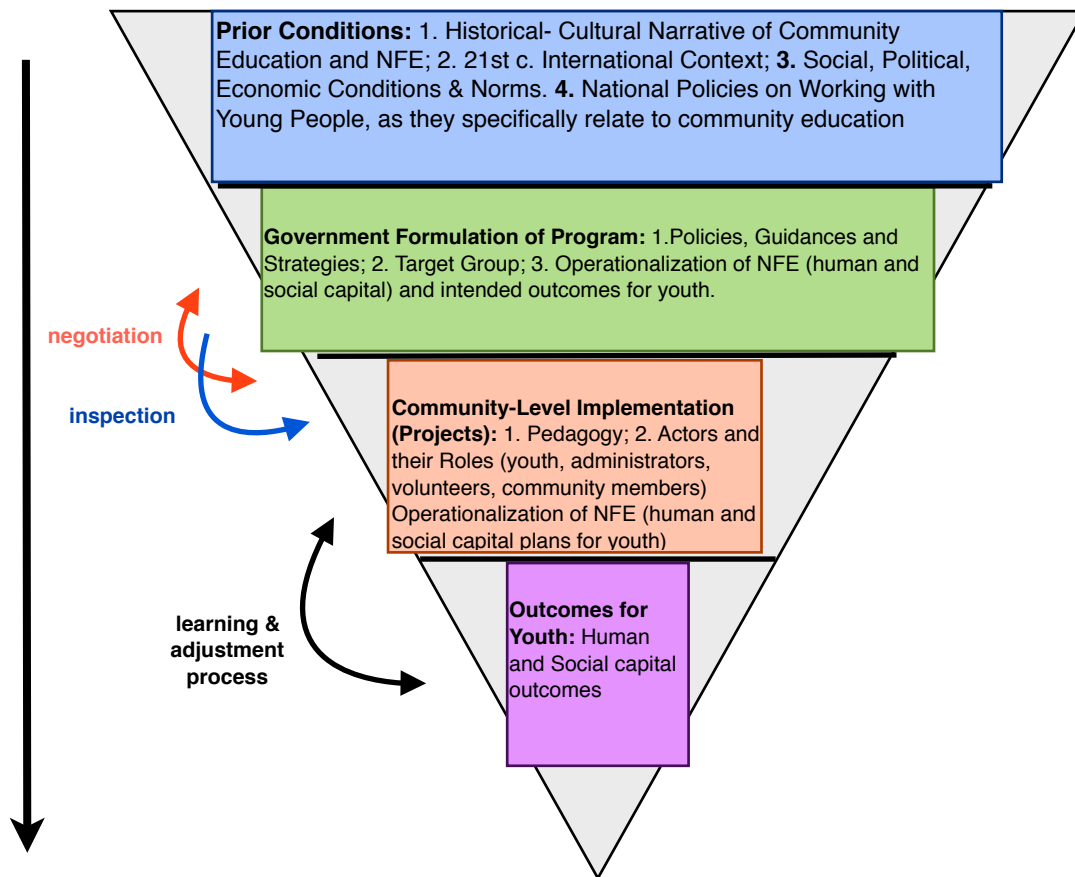 Prior Conditions: 1. Historical- Cultural Narrative of Community
Education and NFE; 2. 21st c. International Context; 3. Social, Political,
Economic Conditions & Norms. 4. National Policies on Working with
Young People, as they specifically relate to community education
Government Formulation of Program: 1.Policies, Guidances and
Strategies; 2. Target Group; 3. Operationalization of NFE (human and
social capital) and intended outcomes for youth.
negotiation
inspection
Community-Level Implementation
(Projects): 1. Pedagogy; 2. Actors and
their Roles (youth, administrators,
volunteers, community members)
Operationalization of NFE (human and
social capital plans for youth)
learning &
adjustment
process
Outcomes for
Youth: Human
and Social capital
outcomes